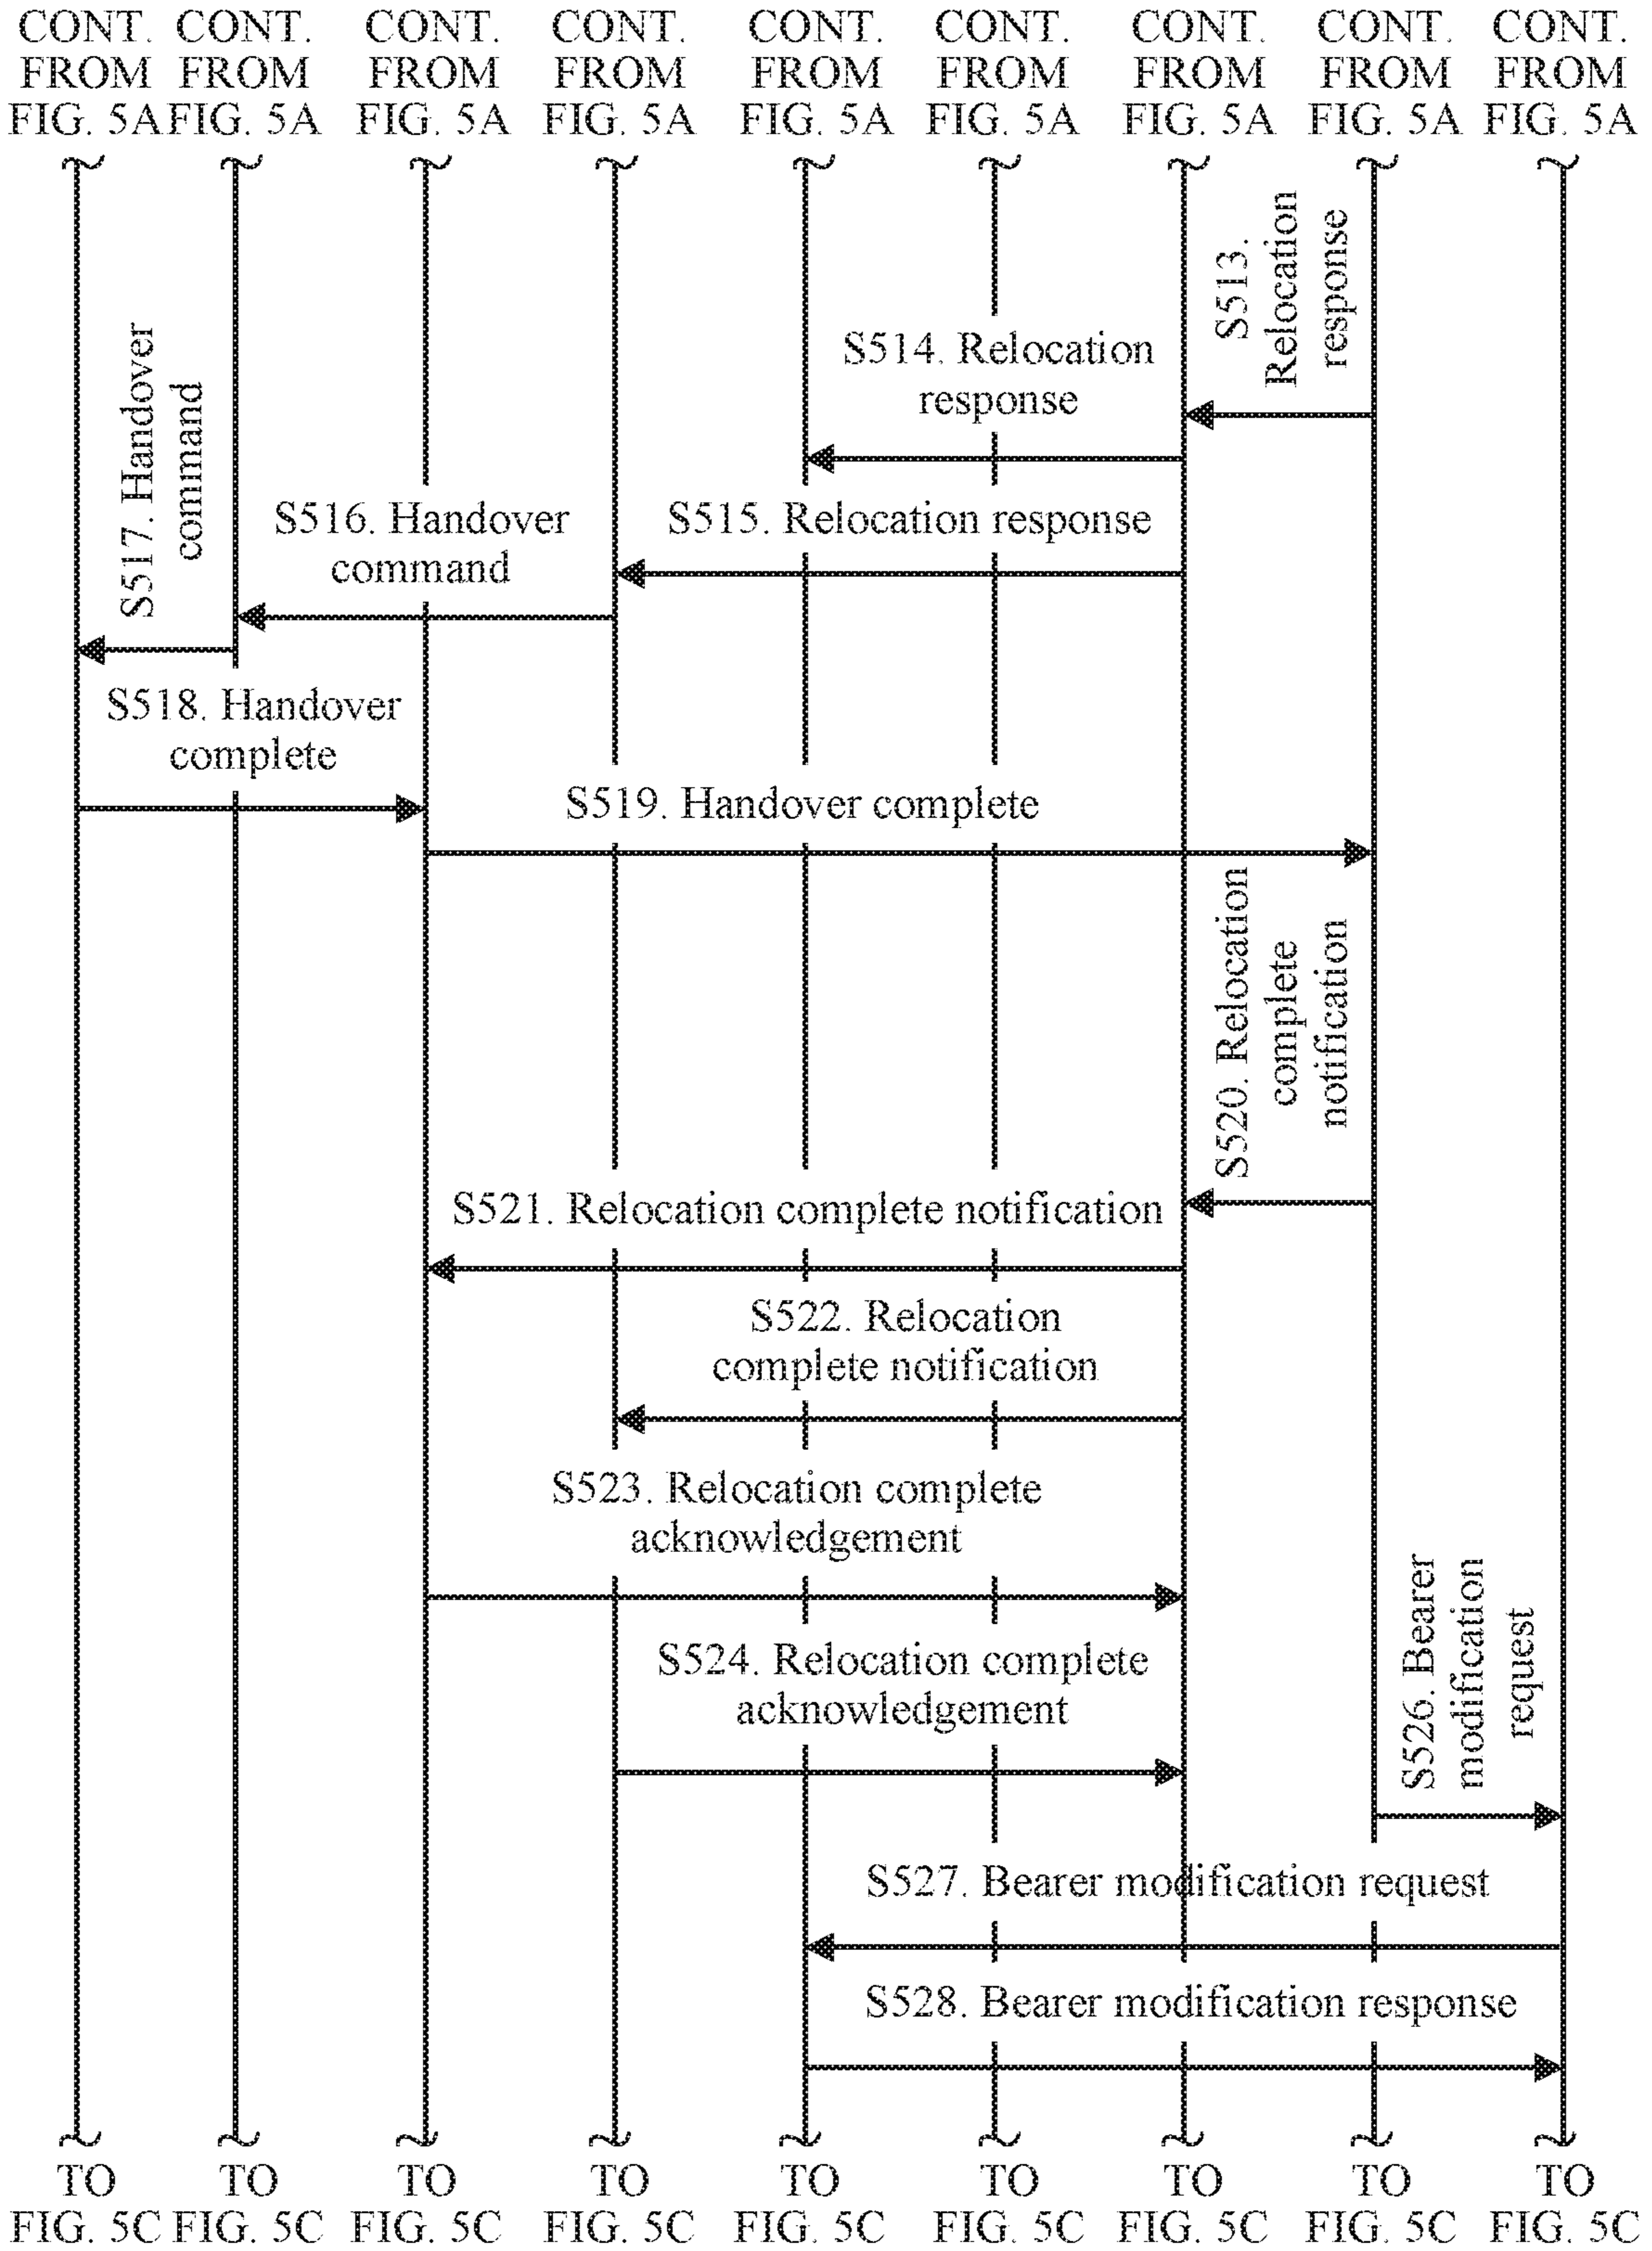 CONT. CONT. CONT. CONT. CONT. CONT. CONT. CONT. CONT.
FROM FROM FROM FROM FROM FROM FROM FROM FROM
FIG. 5A FIG. 5A FIG. 5A FIG. 5A FIG. 5A FIG. 5A FIG. 5A FIG. 5A FIG. 5A
S513.
Relocation
response
S514. Relocation
response
S515. Relocation response
S516. Handover
command
S517. Handover
command
S518. Handover
complete
S519. Handover complete
S520. Relocation
complete
notification
S521. Relocation complete notification
S522. Relocation
complete notification
S523. Relocation complete
acknowledgement
S524. Relocation complete
acknowledgement
S526. Bearer
modification
request
S527. Bearer modification request
S528. Bearer modification response
TO TO TO TO TO TO TO TO TO
FIG. 5C FIG. 5C FIG. 5C FIG. 5C FIG. 5C FIG. 5C FIG. 5C FIG. 5C FIG. 5C